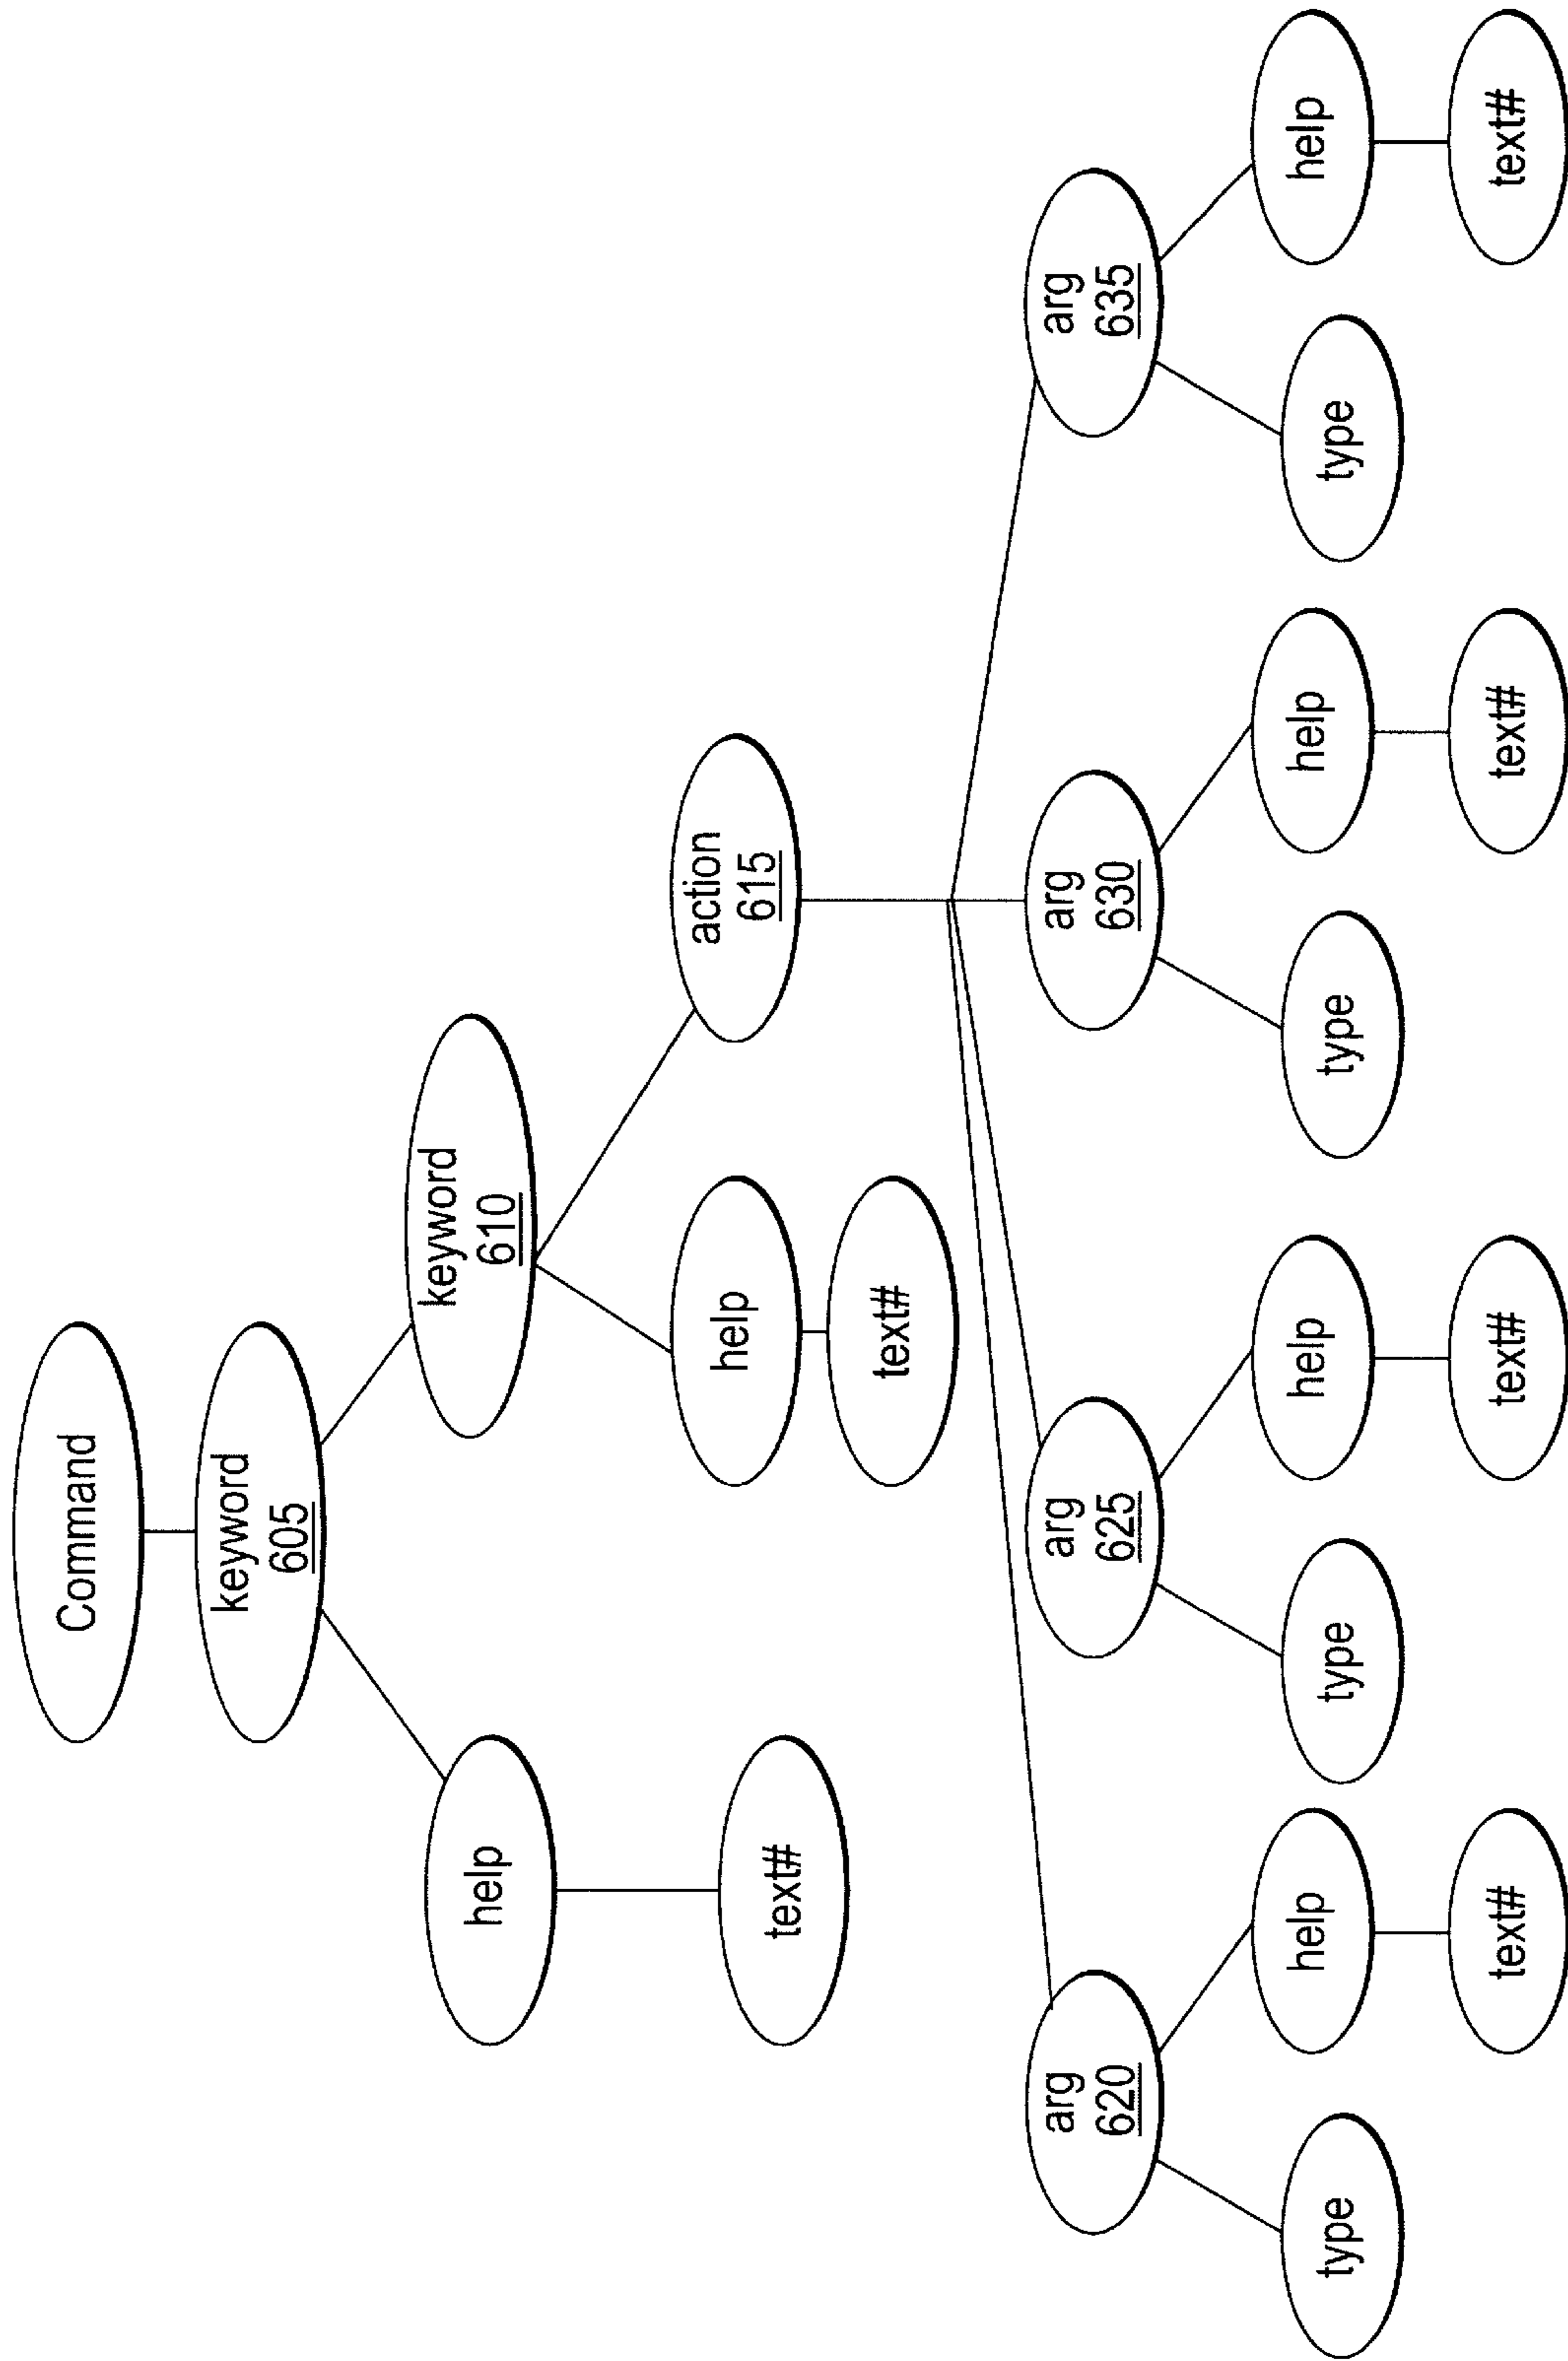 Command
keyword
605
help
text#
keyword
610
help
text#
action
615
arg
620
type
help
text#
arg
625
type
help
text#
arg
630
type
help
text#
arg
635
type
help
text#